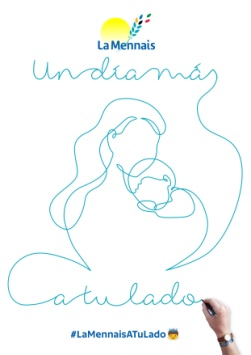 La Mennais
Un día más
a tu lado
#LaMennaisATuLado